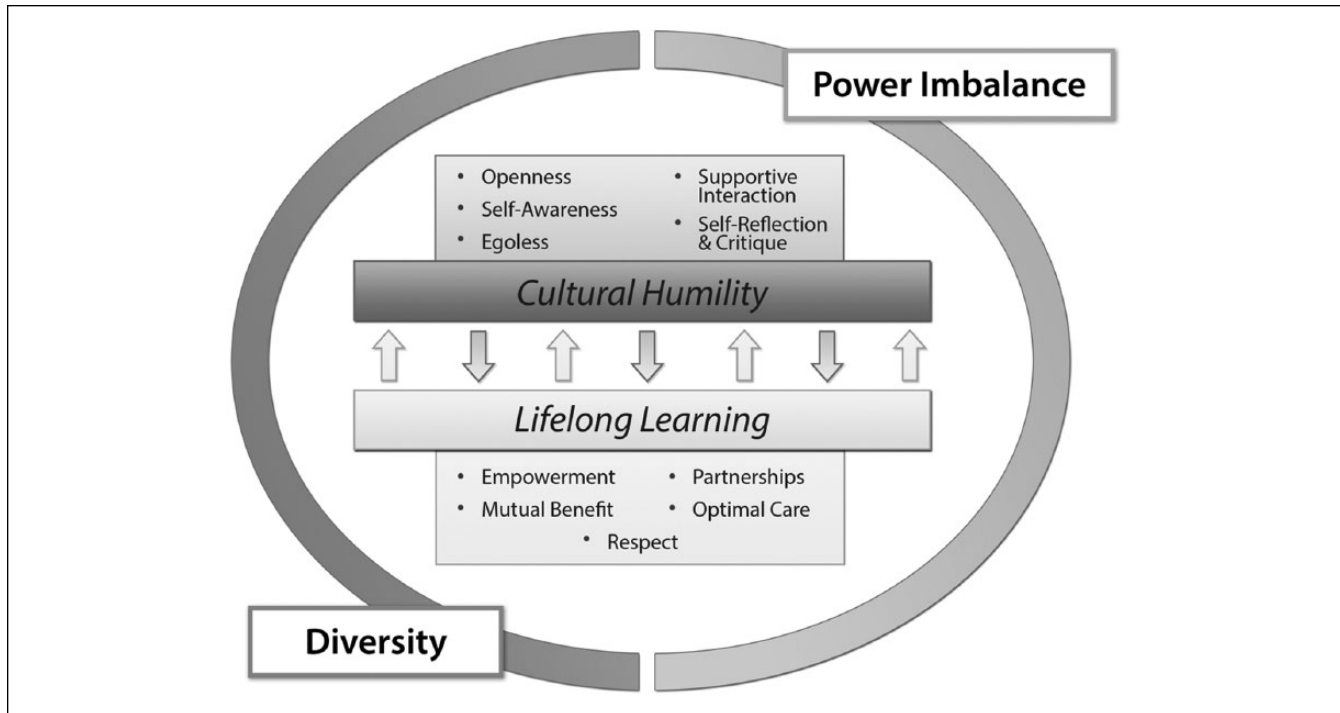 Power Imbalance
• Openness
• Self-Awareness
• Egoless
• Supportive
Interaction
• Self-Reflection
& Critique
Cultural Humility
Lifelong Learning
• Empowerment
• Mutual Benefit
• Partnerships
• Optimal Care
• Respect
Diversity